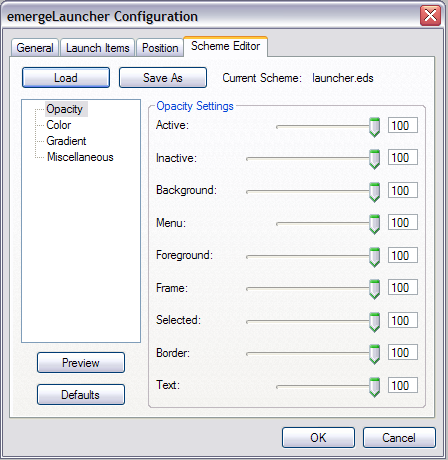 emergeLauncher Configuration
General Launch Items Position Scheme Editor
Load Save As Current Scheme: launcher.eds
Opacity
Color
Gradient
Miscellaneous
Preview
Defaults
Opacity Settings
Active: 100
Inactive: 100
Background: 100
Menu: 100
Foreground: 100
Frame: 100
Selected: 100
Border: 100
Text: 100
OK Cancel